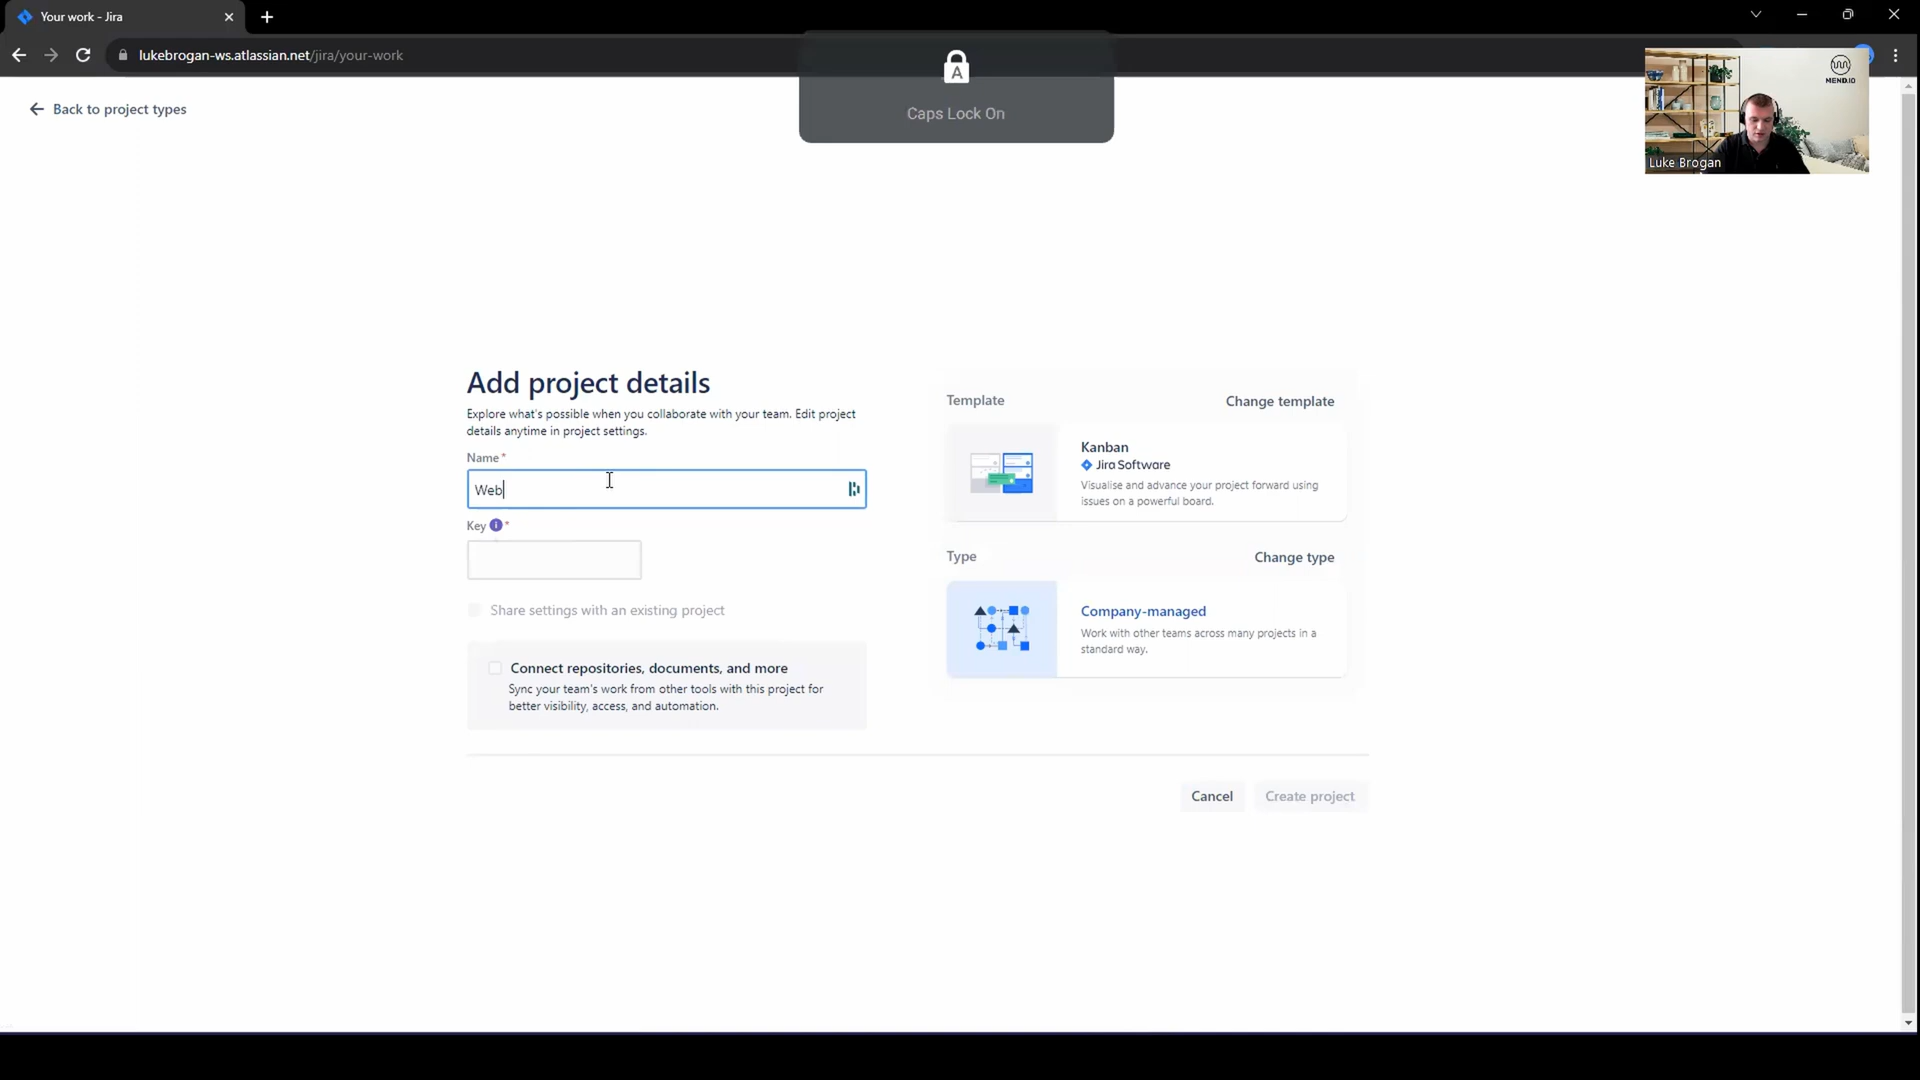 Your work - Jira
lukebrogan-ws.atlassian.net/jira/your-work
A
Caps Lock On
MEND.IO
Luke Brogan
Back to project types
Add project details
Explore what's possible when you collaborate with your team. Edit project
details anytime in project settings.
Name *
Web
Key i *
Share settings with an existing project
Connect repositories, documents, and more
Sync your team's work from other tools with this project for
better visibility, access, and automation.
Template
Change template
Kanban
Jira Software
Visualise and advance your project forward using
issues on a powerful board.
Type
Change type
Company-managed
Work with other teams across many projects in a
standard way.
Cancel
Create project